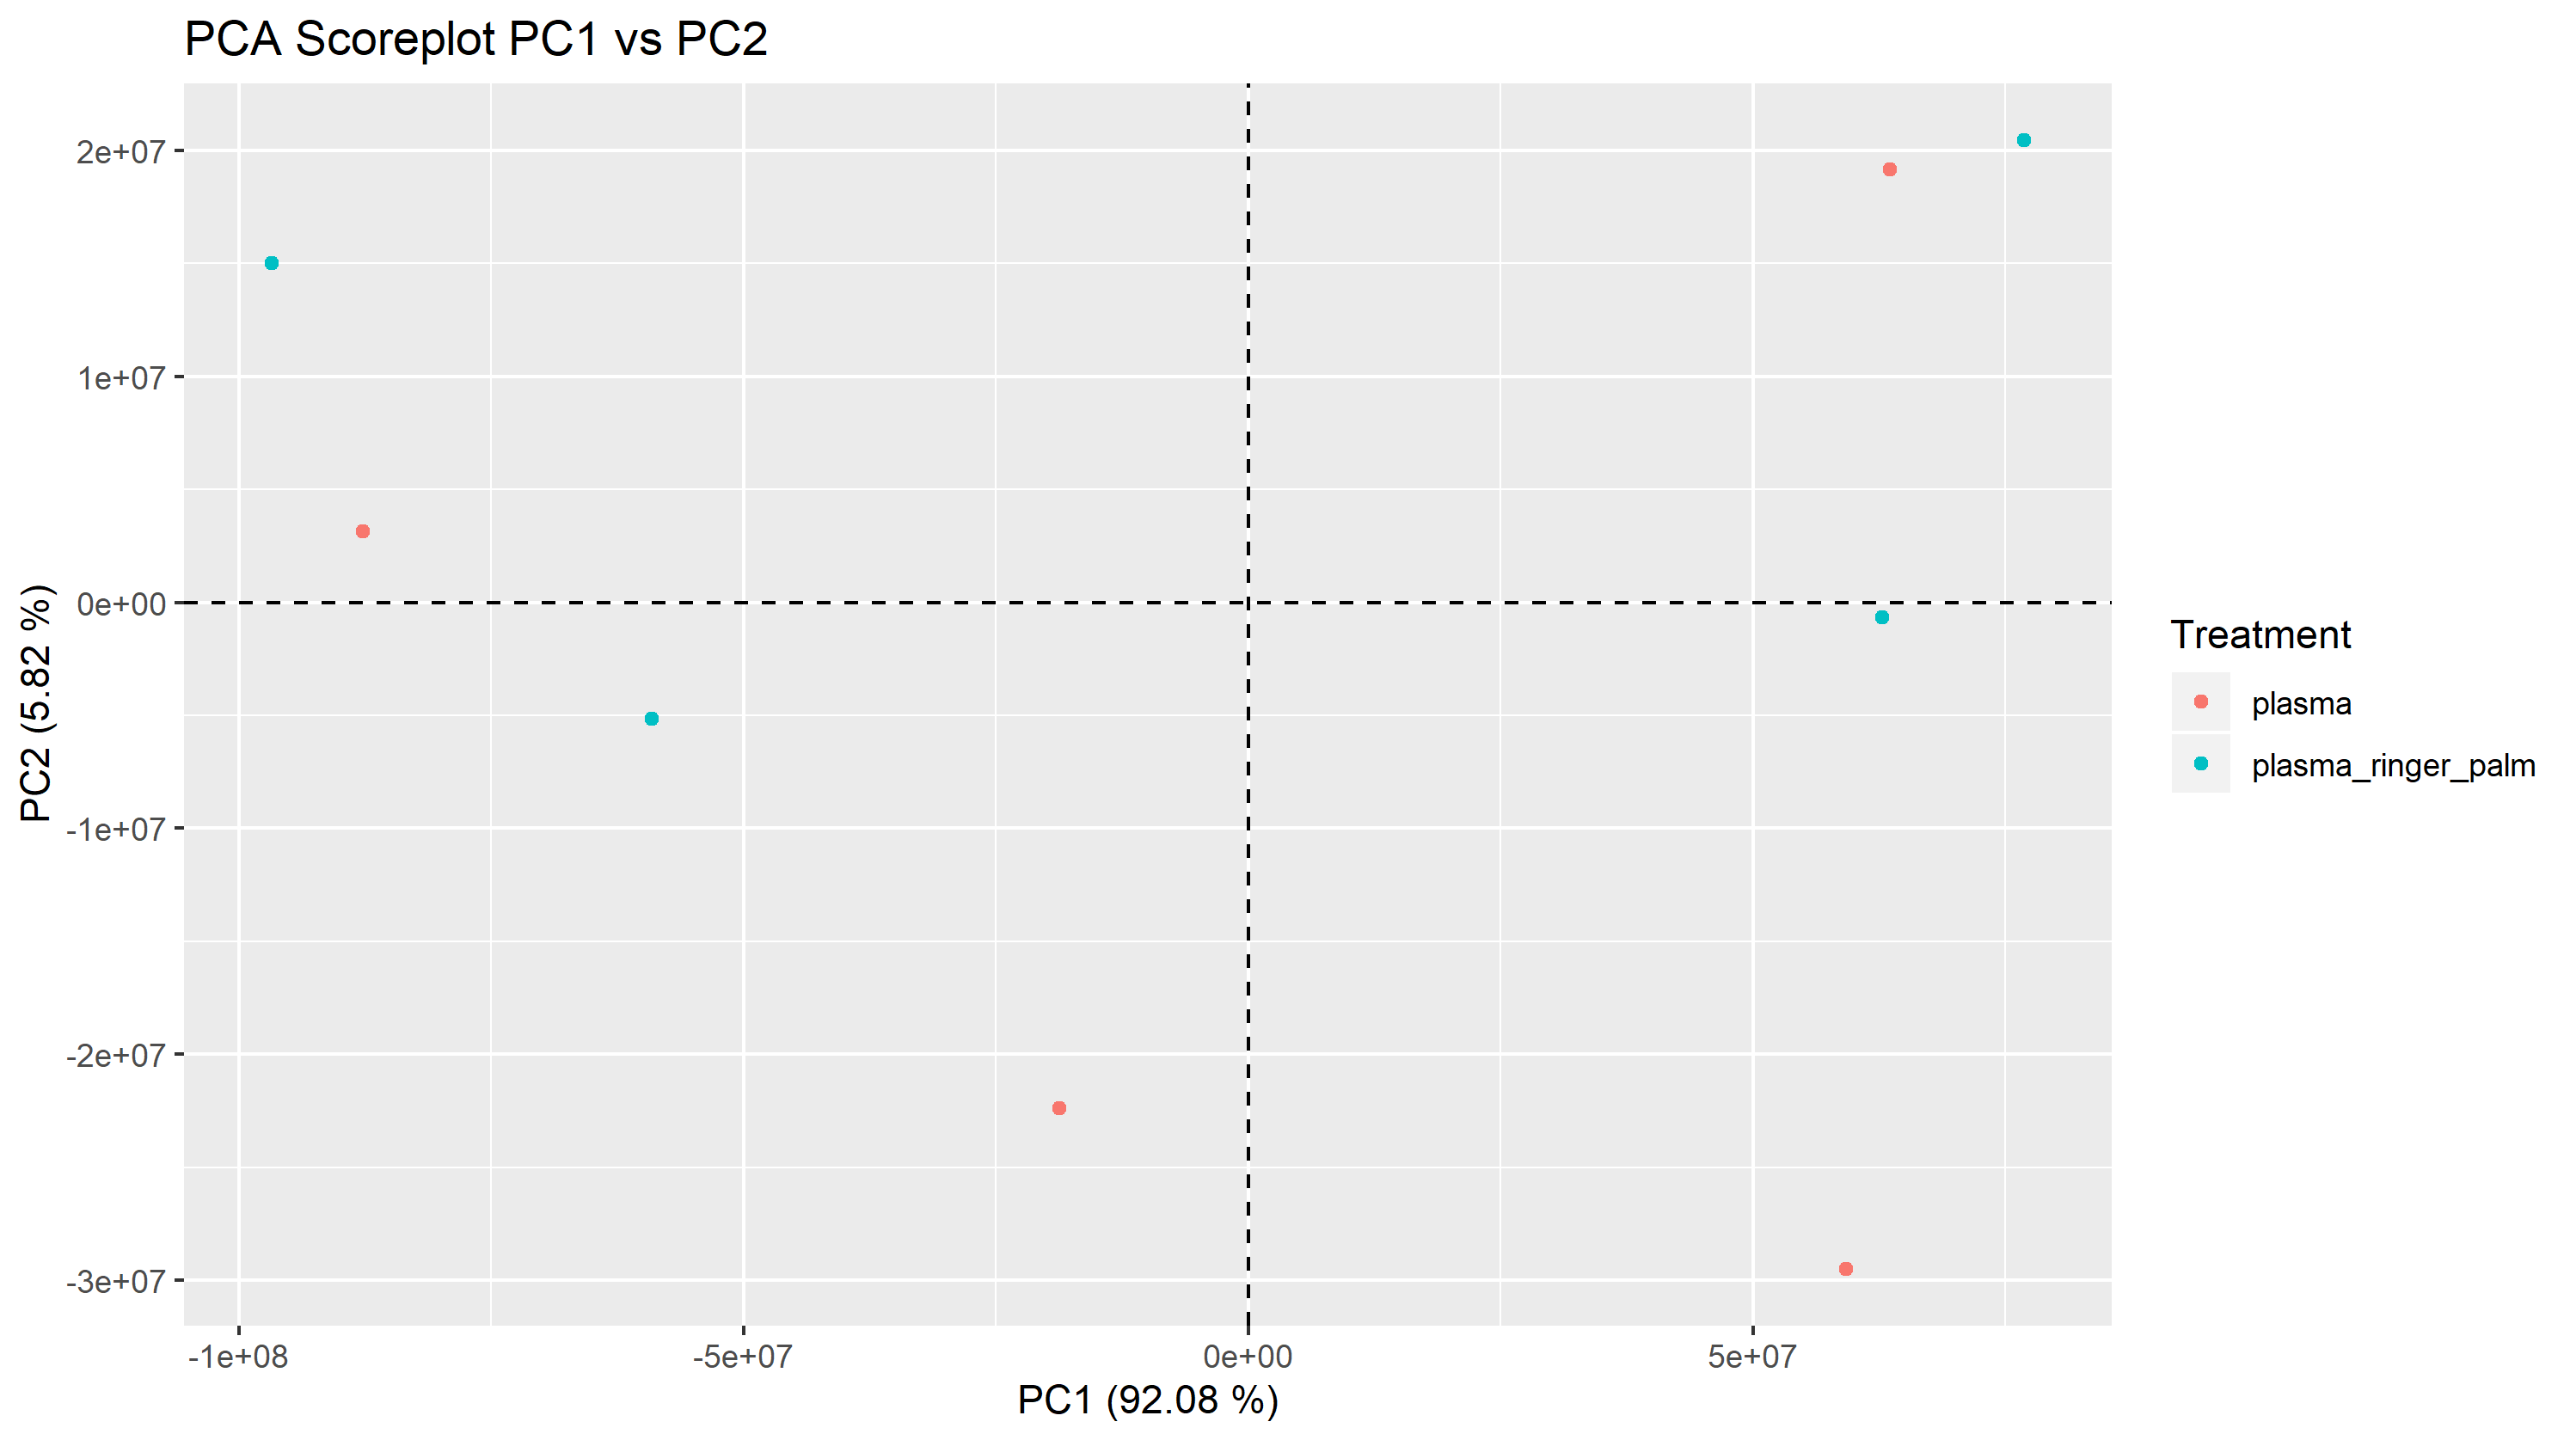 PCA Scoreplot PC1 vs PC2
2e+07
1e+07
0e+00
-1e+07
-2e+07
-3e+07
PC2 (5.82 %)
-1e+08
-5e+07
0e+00
5e+07
PC1 (92.08 %)
Treatment
plasma
plasma_ringer_palm